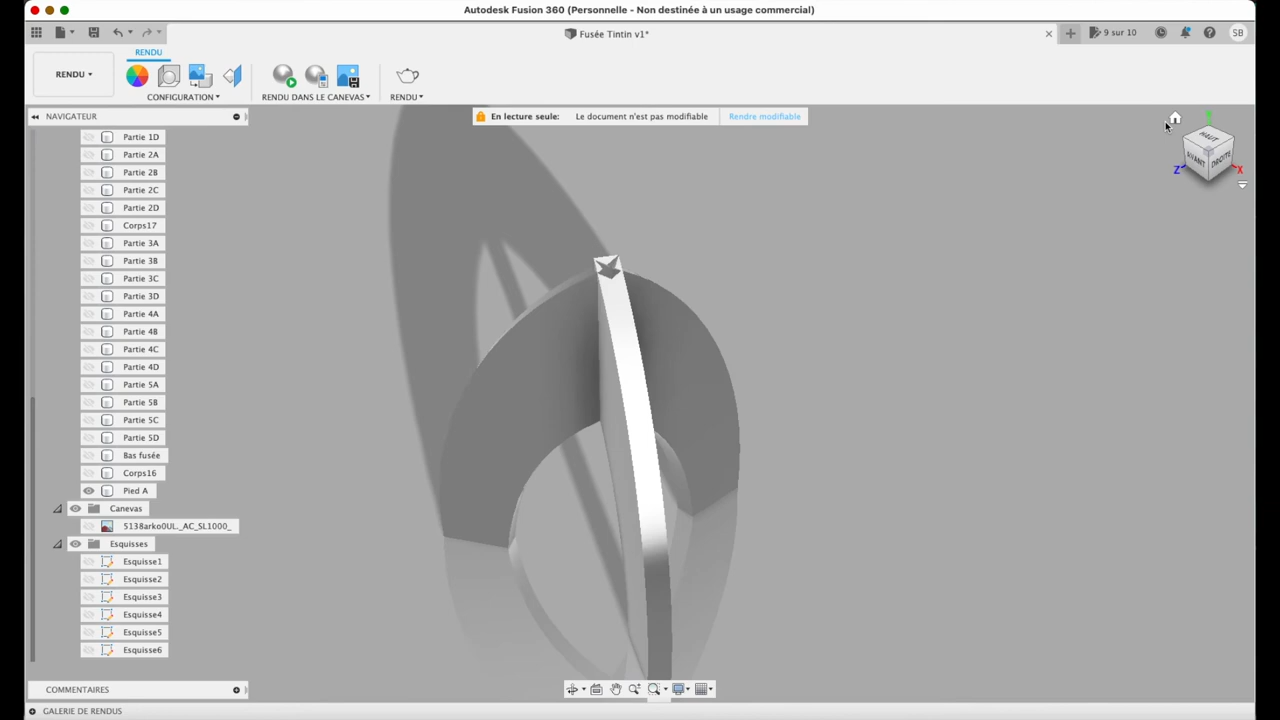 Autodesk Fusion 360 (Personnelle - Non destinée à un usage commercial)
Fusée Tintin v1*
9 sur 10
SB
RENDU
RENDU
CONFIGURATION
RENDU DANS LE CANEVAS
RENDU
NAVIGATEUR
En lecture seule: Le document n'est pas modifiable Rendre modifiable
HAUT
AVANT
DROITE
Z
X
Partie 1D
Partie 2A
Partie 2B
Partie 2C
Partie 2D
Corps17
Partie 3A
Partie 3B
Partie 3C
Partie 3D
Partie 4A
Partie 4B
Partie 4C
Partie 4D
Partie 5A
Partie 5B
Partie 5C
Partie 5D
Bas fusée
Corps16
Pied A
Canevas
5138arko0UL._AC_SL1000_
Esquisses
Esquisse1
Esquisse2
Esquisse3
Esquisse4
Esquisse5
Esquisse6
COMMENTAIRES
GALERIE DE RENDUS